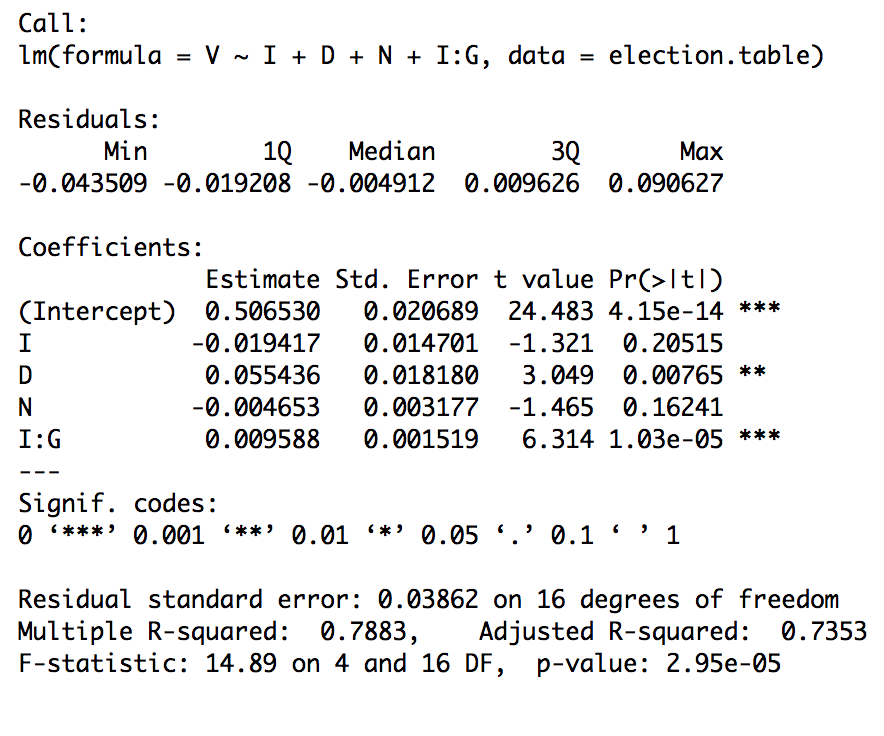 Call:
lm(formula = V ~ I + D + N + I:G, data = election.table)
Residuals:
Min 1Q Median 3Q Max
-0.043509 -0.019208 -0.004912 0.009626 0.090627
Coefficients:
Estimate Std. Error t value Pr(>|t|)
(Intercept) 0.506530 0.020689 24.483 4.15e-14 ***
I -0.019417 0.014701 -1.321 0.20515
D 0.055436 0.018180 3.049 0.00765 **
N -0.004653 0.003177 -1.465 0.16241
I:G 0.009588 0.001519 6.314 1.03e-05 ***
---
Signif. codes:
0 ‘***’ 0.001 ‘**’ 0.01 ‘*’ 0.05 ‘.’ 0.1 ‘ ’ 1
Residual standard error: 0.03862 on 16 degrees of freedom
Multiple R-squared: 0.7883, Adjusted R-squared: 0.7353
F-statistic: 14.89 on 4 and 16 DF, p-value: 2.95e-05